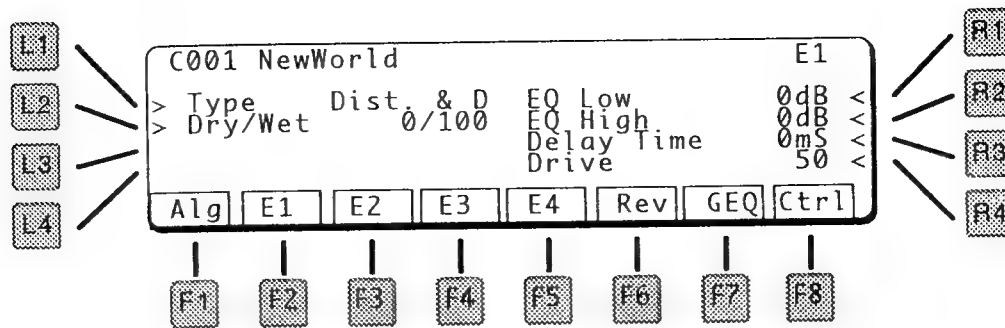 L1
L2
L3
L4
C001 NewWorld E1
> Type Dist. & D EQ Low 0dB <
> Dry/Wet 0/100 EQ High 0dB <
Delay Time 0mS <
Drive 50 <
Alg E1 E2 E3 E4 Rev GEQ Ctrl
F1 F2 F3 F4 F5 F6 F7 F8
R1
R2
R3
R4